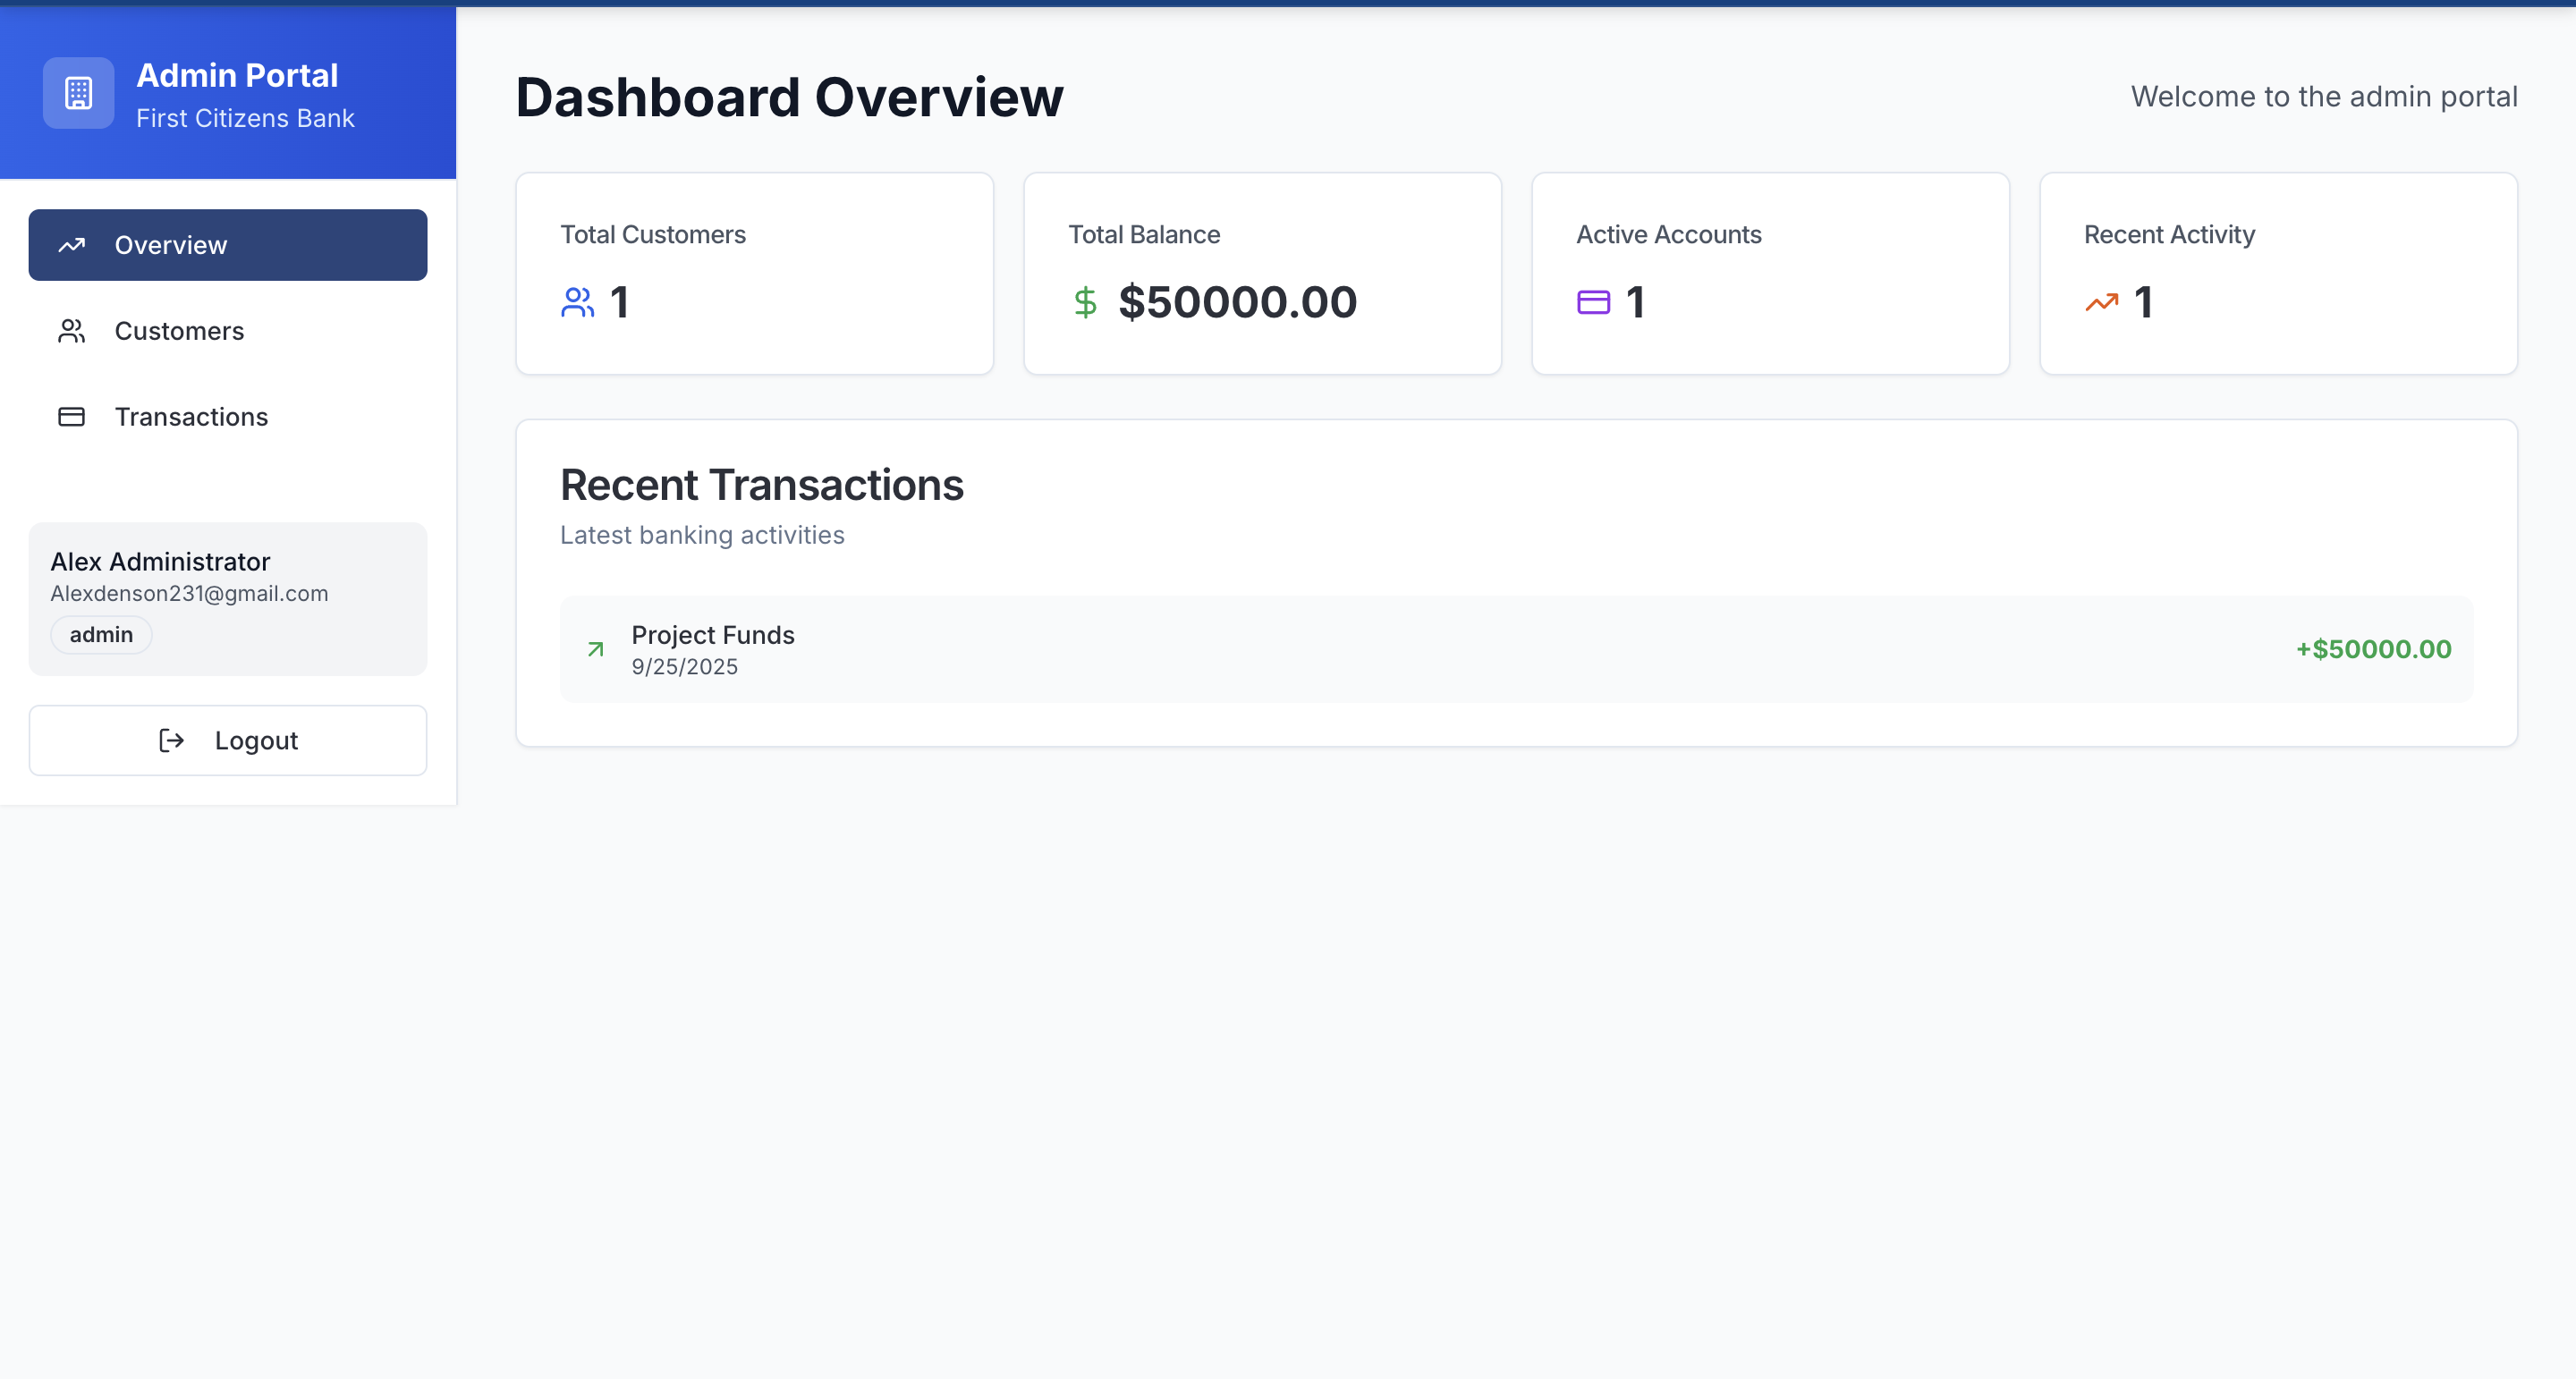 Admin Portal
First Citizens Bank
Overview
Customers
Transactions
Alex Administrator
Alexdenson231@gmail.com
admin
Logout
Dashboard Overview
Welcome to the admin portal
Total Customers
1
Total Balance
$50000.00
Active Accounts
1
Recent Activity
1
Recent Transactions
Latest banking activities
Project Funds
9/25/2025
+$50000.00